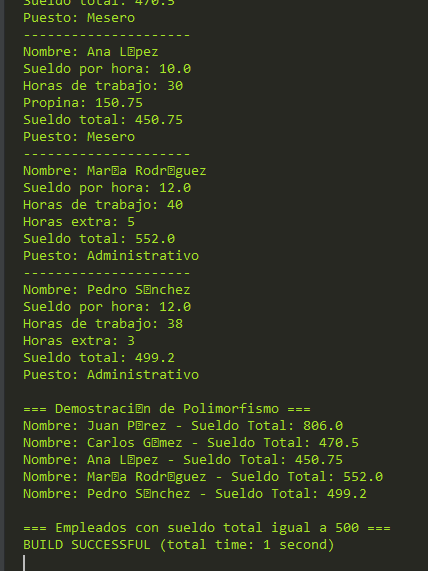 Sueldo total: 470.5
Puesto: Mesero
---------------------
Nombre: Ana L�pez
Sueldo por hora: 10.0
Horas de trabajo: 30
Propina: 150.75
Sueldo total: 450.75
Puesto: Mesero
---------------------
Nombre: Mar�a Rodr�guez
Sueldo por hora: 12.0
Horas de trabajo: 40
Horas extra: 5
Sueldo total: 552.0
Puesto: Administrativo
---------------------
Nombre: Pedro S�nchez
Sueldo por hora: 12.0
Horas de trabajo: 38
Horas extra: 3
Sueldo total: 499.2
Puesto: Administrativo

=== Demostraci�n de Polimorfismo ===
Nombre: Juan P�rez - Sueldo Total: 806.0
Nombre: Carlos G�mez - Sueldo Total: 470.5
Nombre: Ana L�pez - Sueldo Total: 450.75
Nombre: Mar�a Rodr�guez - Sueldo Total: 552.0
Nombre: Pedro S�nchez - Sueldo Total: 499.2

=== Empleados con sueldo total igual a 500 ===
BUILD SUCCESSFUL (total time: 1 second)